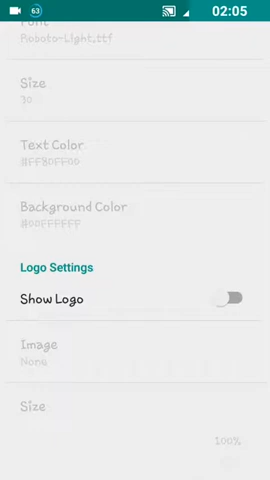 63
02:05
Font
Roboto-Light.ttf
Size
30
Text Color
#FF80FF00
Background Color
#00FFFFFF
Logo Settings
Show Logo
Image
None
Size
100%